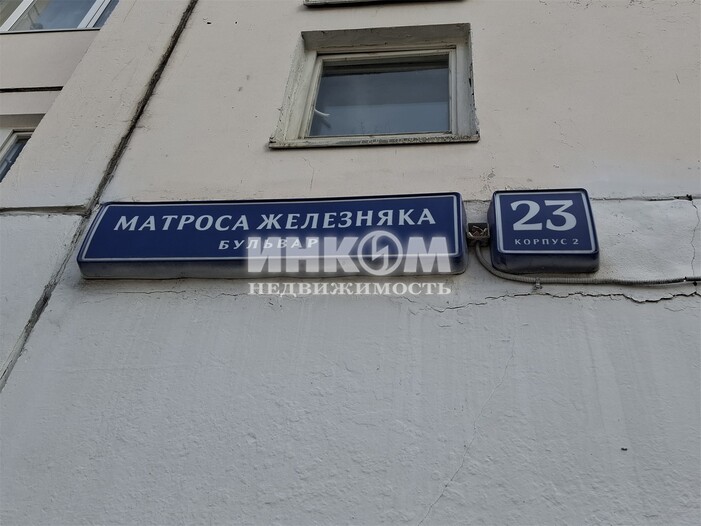 МАТРОСА ЖЕЛЕЗНЯКА
БУЛЬВАР
23
КОРПУС 2
ИНКОМ
НЕДВИЖИМОСТЬ